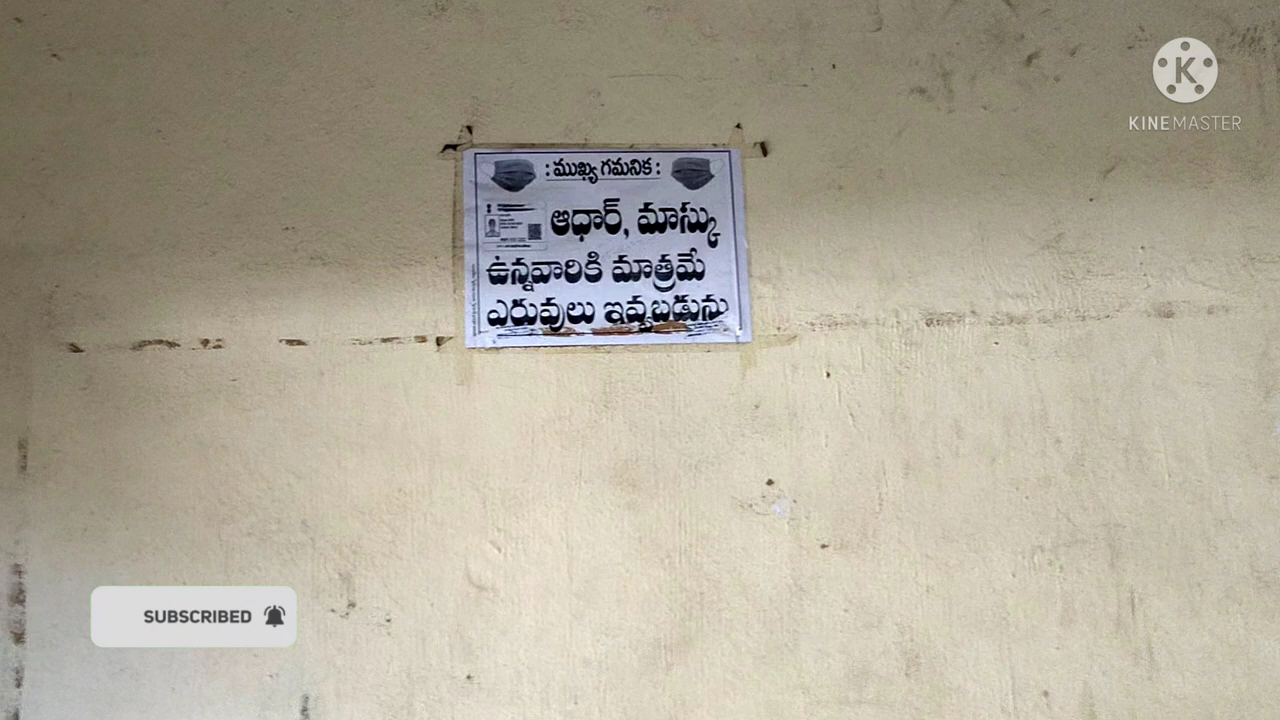 KINEMASTER
: ముఖ్య గమనిక :
ఆధార్, మాస్కు
ఉన్నవారికి మాత్రమే
ఎరువులు ఇవ్వబడును
SUBSCRIBED